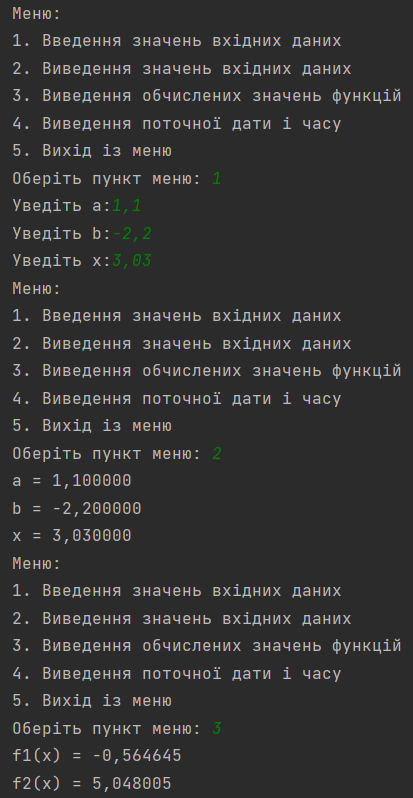 Меню:
1. Введення значень вхідних даних
2. Виведення значень вхідних даних
3. Виведення обчислених значень функцій
4. Виведення поточної дати і часу
5. Вихід із меню
Оберіть пункт меню: 1
Уведіть a:1,1
Уведіть b:-2,2
Уведіть x:3,03
Меню:
1. Введення значень вхідних даних
2. Виведення значень вхідних даних
3. Виведення обчислених значень функцій
4. Виведення поточної дати і часу
5. Вихід із меню
Оберіть пункт меню: 2
a = 1,100000
b = -2,200000
x = 3,030000
Меню:
1. Введення значень вхідних даних
2. Виведення значень вхідних даних
3. Виведення обчислених значень функцій
4. Виведення поточної дати і часу
5. Вихід із меню
Оберіть пункт меню: 3
f1(x) = -0,564645
f2(x) = 5,048005